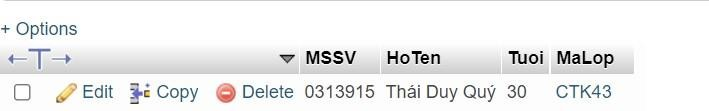 + Options
←T→ MSSV HoTen Tuoi MaLop
Edit Copy Delete 0313915 Thái Duy Quý 30 CTK43